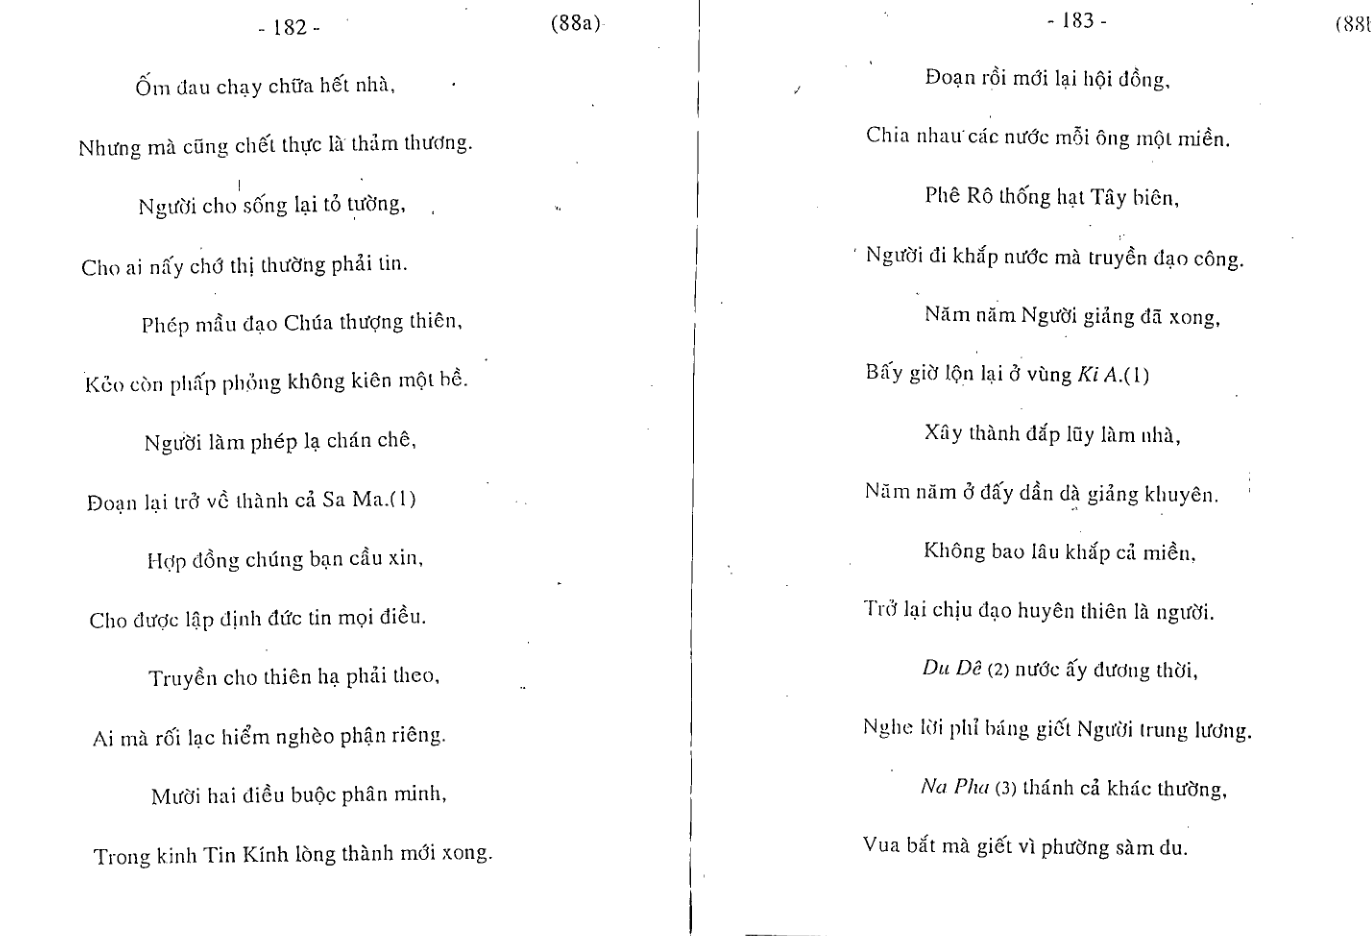 - 182 - (88a)
Ốm đau chạy chữa hết nhà,
Nhưng mà cũng chết thực là thảm thương.
Người cho sống lại tỏ tường,
Cho ai nấy chớ thị thường phải tin.
Phép mầu đạo Chúa thượng thiên,
Kẻo còn phấp phỏng không kiên một bề.
Người làm phép lạ chán chê,
Đoạn lại trở về thành cả Sa Ma.(1)
Hợp đồng chúng bạn cầu xin,
Cho được lập định đức tin mọi điều.
Truyền cho thiên hạ phải theo,
Ai mà rối lạc hiểm nghèo phận riêng.
Mười hai điều buộc phân minh,
Trong kinh Tin Kính lòng thành mới xong.
- 183 - (88b
Đoạn rồi mới lại hội đồng,
Chia nhau các nước mỗi ông một miền.
Phê Rô thống hạt Tây biên,
Người đi khắp nước mà truyền đạo công.
Năm năm Người giảng đã xong,
Bấy giờ lộn lại ở vùng Ki A.(1)
Xây thành đắp lũy làm nhà,
Năm năm ở đấy dần dà giảng khuyên.
Không bao lâu khắp cả miền,
Trở lại chịu đạo huyên thiên là người.
Du Dê (2) nước ấy đương thời,
Nghe lời phỉ báng giết Người trung lương.
Na Pha (3) thánh cả khác thường,
Vua bắt mà giết vì phường sàm du.